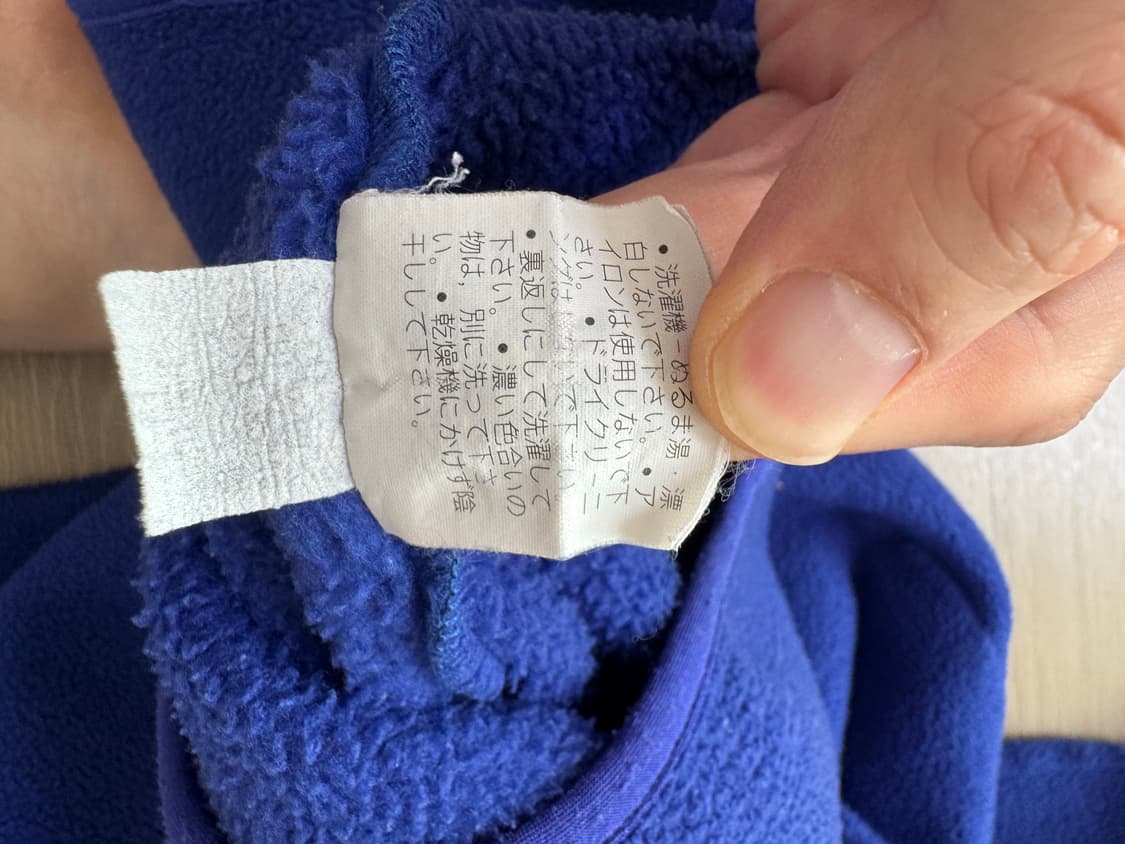 • 洗濯機−ぬるま湯・漂
白しないで下さい。• ア
イロンは使用しないで下
さい。• ドライクリーニ
ングは いで下さい
• 裏返しにして洗濯して
下さい。• 濃い色合いの
物は、別に洗って下さ
い。• 乾燥機にかけず陰
干しして下さい。